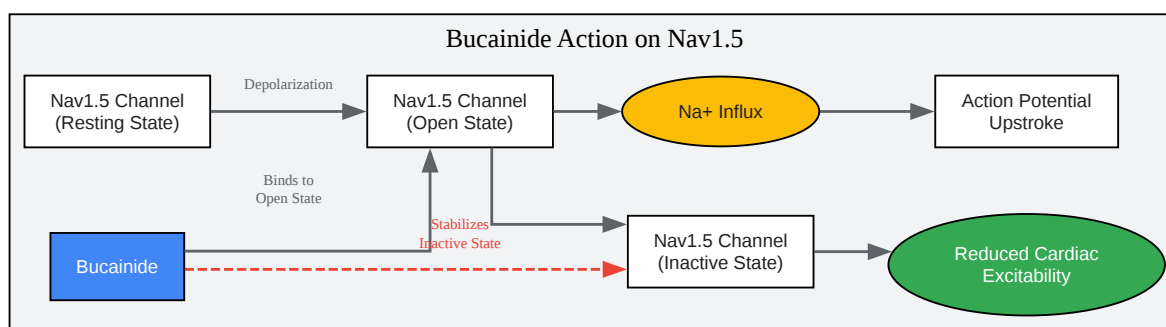 Bucainide Action on Nav1.5
Nav1.5 Channel
(Resting State)
Depolarization
Nav1.5 Channel
(Open State)
Na+ Influx
Action Potential
Upstroke
Binds to
Open State
Stabilizes
Inactive State
Bucainide
Nav1.5 Channel
(Inactive State)
Reduced Cardiac
Excitability